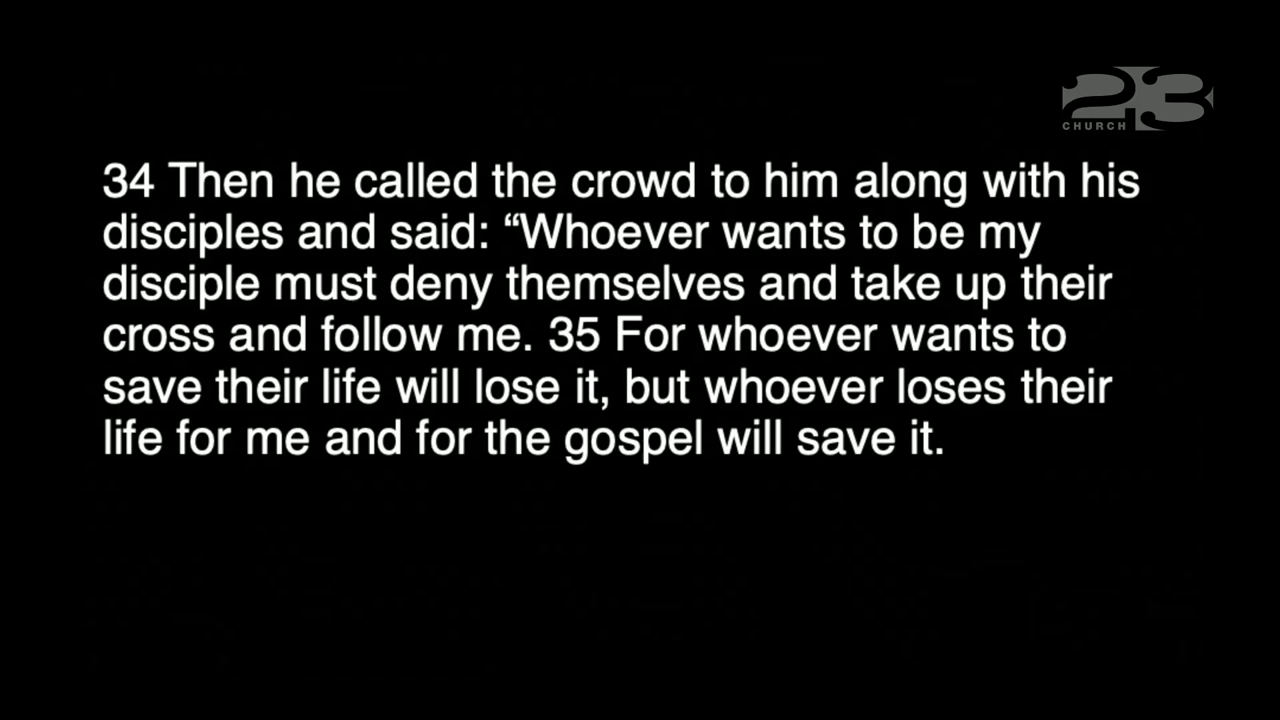 23
CHURCH
34 Then he called the crowd to him along with his
disciples and said: “Whoever wants to be my
disciple must deny themselves and take up their
cross and follow me. 35 For whoever wants to
save their life will lose it, but whoever loses their
life for me and for the gospel will save it.